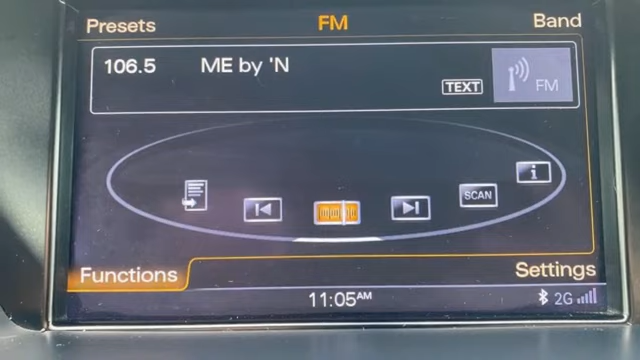 Presets FM Band
106.5 ME by 'N
TEXT FM
i
SCAN
Functions Settings
11:05AM 2G